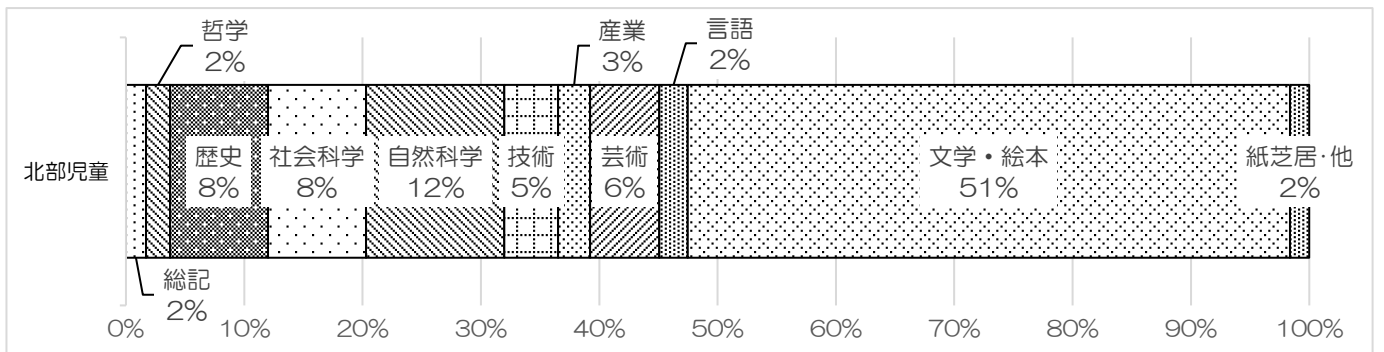 哲学
2%
産業
3%
言語
2%
北部児童
歴史
8%
社会科学
8%
自然科学
12%
技術
5%
芸術
6%
文学・絵本
51%
紙芝居･他
2%
総記
2%
0% 10% 20% 30% 40% 50% 60% 70% 80% 90% 100%